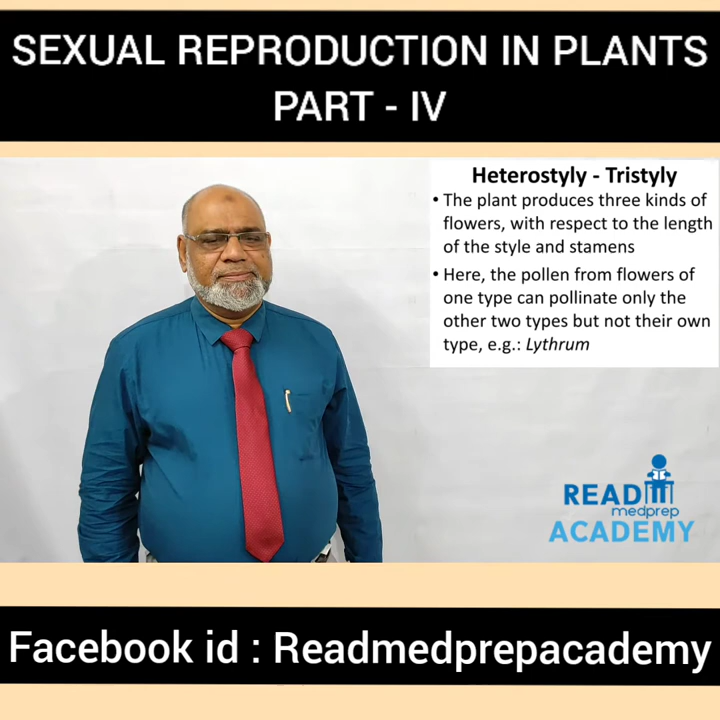 SEXUAL REPRODUCTION IN PLANTS
PART - IV
Heterostyly - Tristyly
• The plant produces three kinds of
flowers, with respect to the length
of the style and stamens
• Here, the pollen from flowers of
one type can pollinate only the
other two types but not their own
type, e.g.: Lythrum
READ
medprep
ACADEMY
Facebook id : Readmedprepacademy